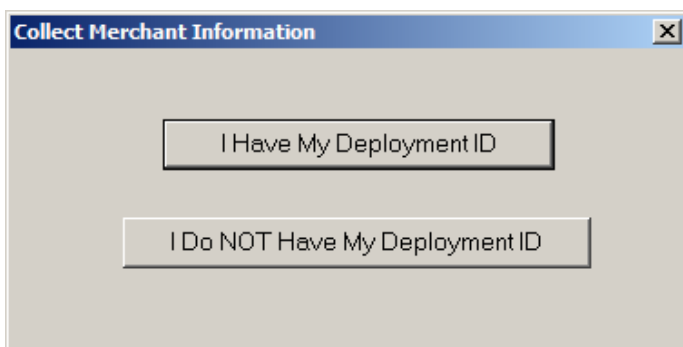 Collect Merchant Information
I Have My Deployment ID
I Do NOT Have My Deployment ID